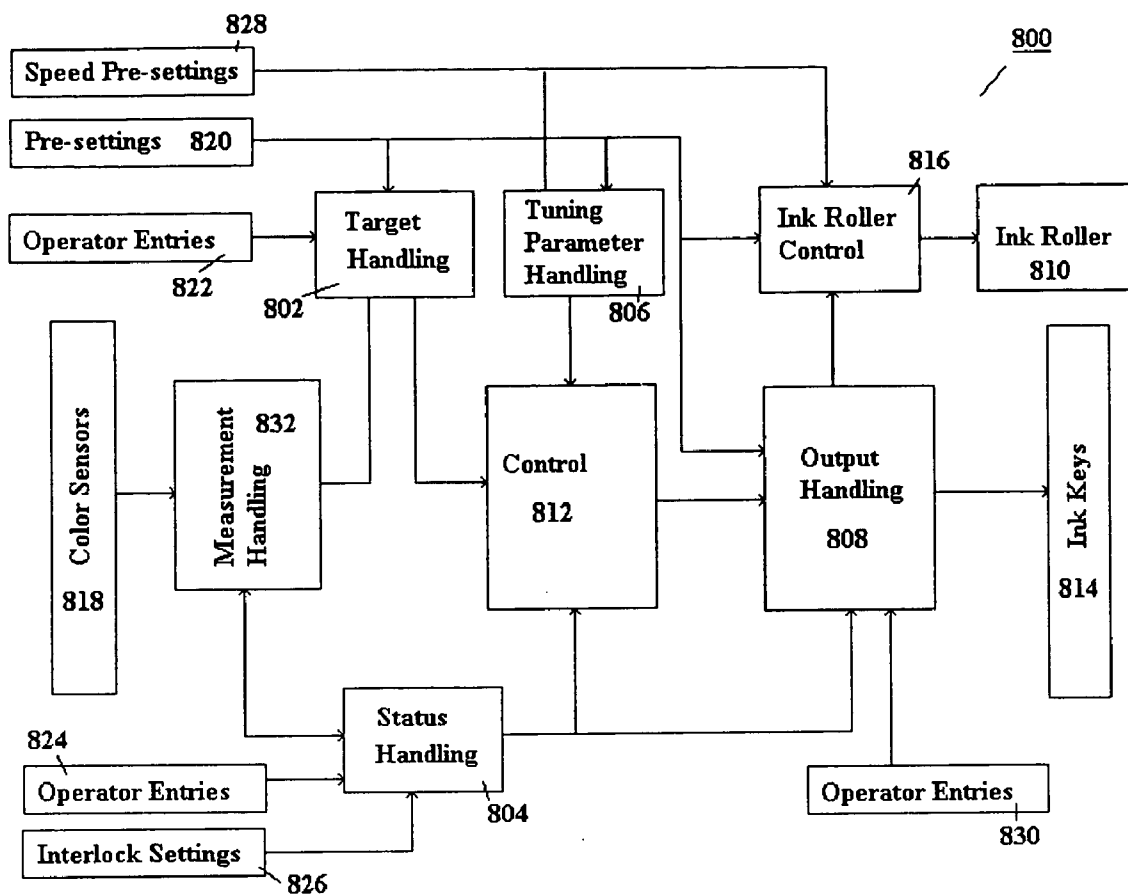 828
800
Speed Pre-settings
Pre-settings 820
816
Operator Entries
822
Target
Handling
802
Tuning
Parameter
Handling
806
Ink Roller
Control
Ink Roller
810
Color Sensors
818
Measurement
Handling
832
Control
812
Output
Handling
808
Ink Keys
814
824
Operator Entries
Interlock Settings
826
Status
Handling
804
Operator Entries
830